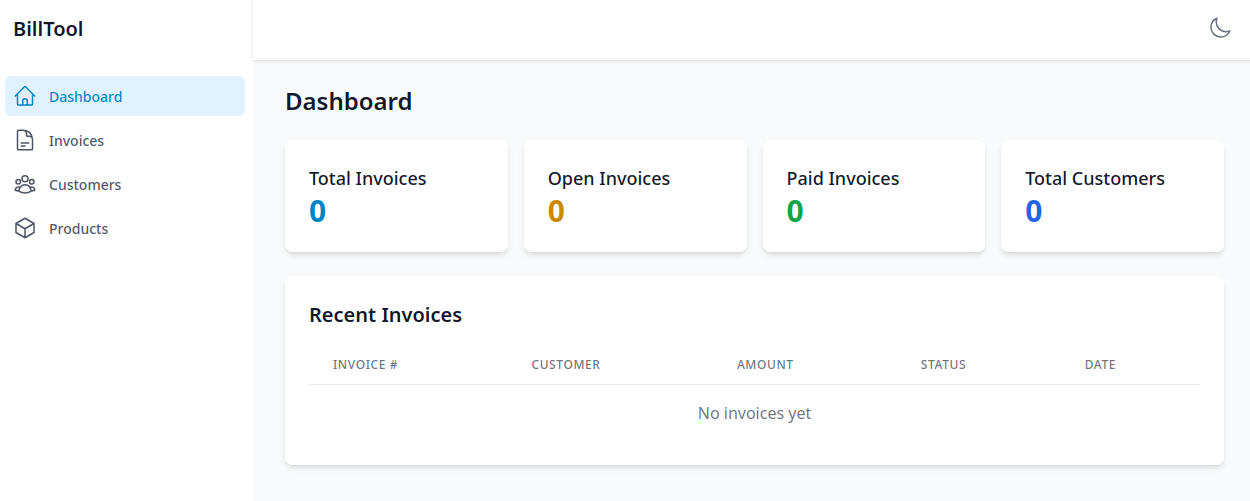 BillTool
Dashboard
Invoices
Customers
Products
Dashboard
Total Invoices
0
Open Invoices
0
Paid Invoices
0
Total Customers
0
Recent Invoices
INVOICE # CUSTOMER AMOUNT STATUS DATE
No invoices yet